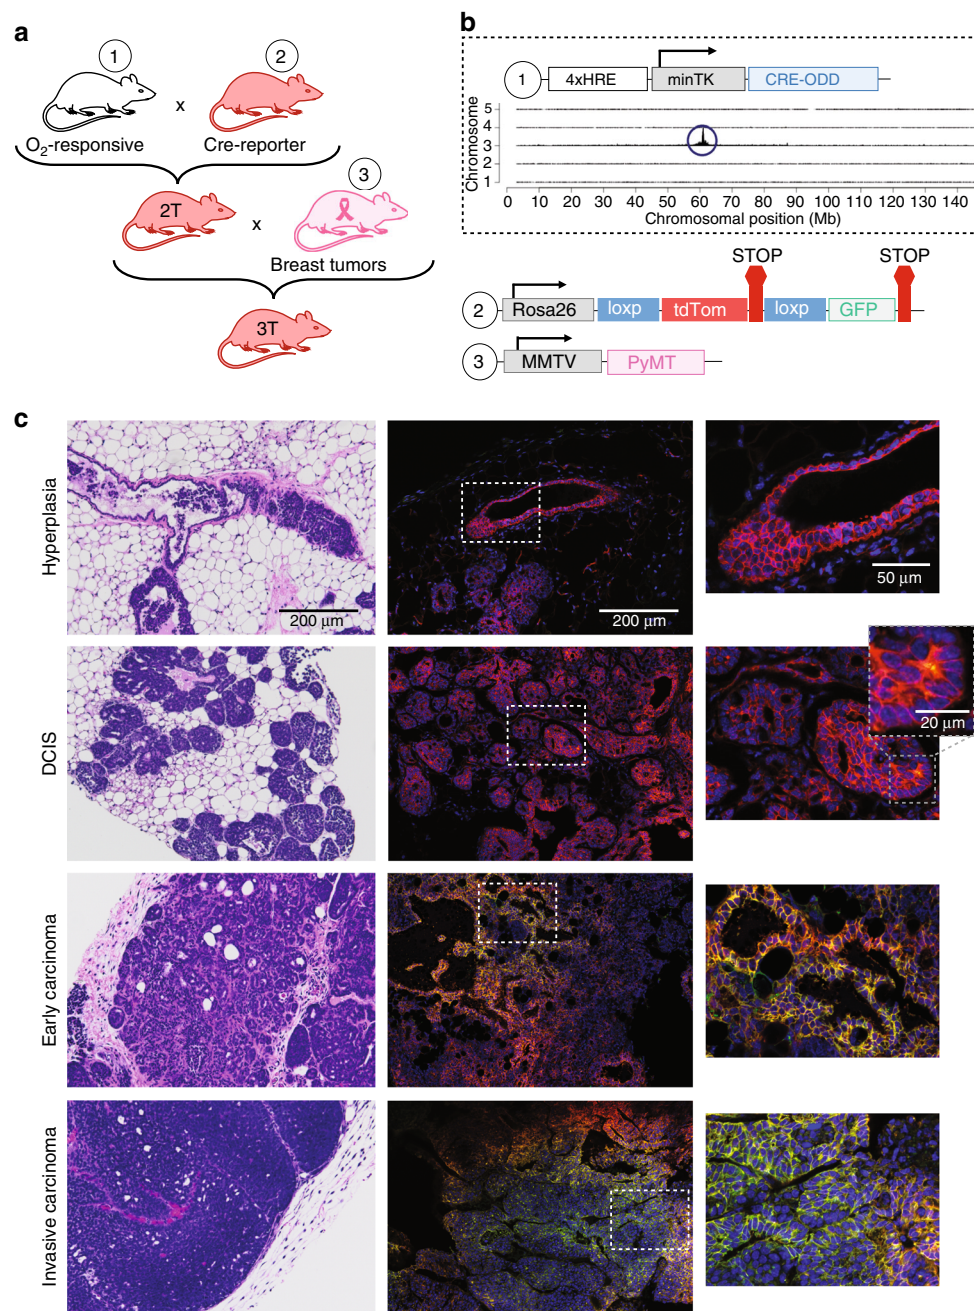 a
1
2
x
O₂-responsive
Cre-reporter
3
2T
x
Breast tumors
3T
b
1
4xHRE
minTK
CRE-ODD
Chromosome
5
4
3
2
1
0 10 20 30 40 50 60 70 80 90 100 110 120 130 140
Chromosomal position (Mb)
STOP
STOP
2
Rosa26
loxp
tdTom
loxp
GFP
3
MMTV
PyMT
c
Hyperplasia
200 μm
200 μm
50 μm
DCIS
20 μm
Early carcinoma
Invasive carcinoma